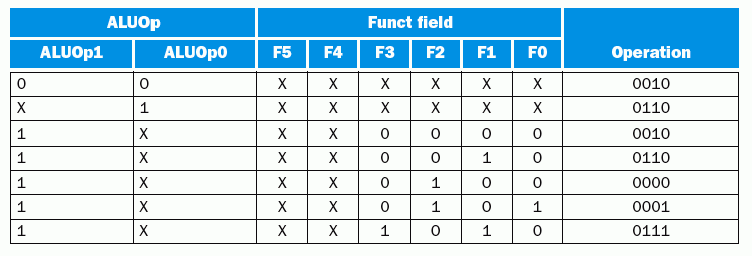 ALUOp Funct field
ALUOp1 ALUOp0 F5 F4 F3 F2 F1 F0 Operation
0 0 X X X X X X 0010
X 1 X X X X X X 0110
1 X X X 0 0 0 0 0010
1 X X X 0 0 1 0 0110
1 X X X 0 1 0 0 0000
1 X X X 0 1 0 1 0001
1 X X X 1 0 1 0 0111